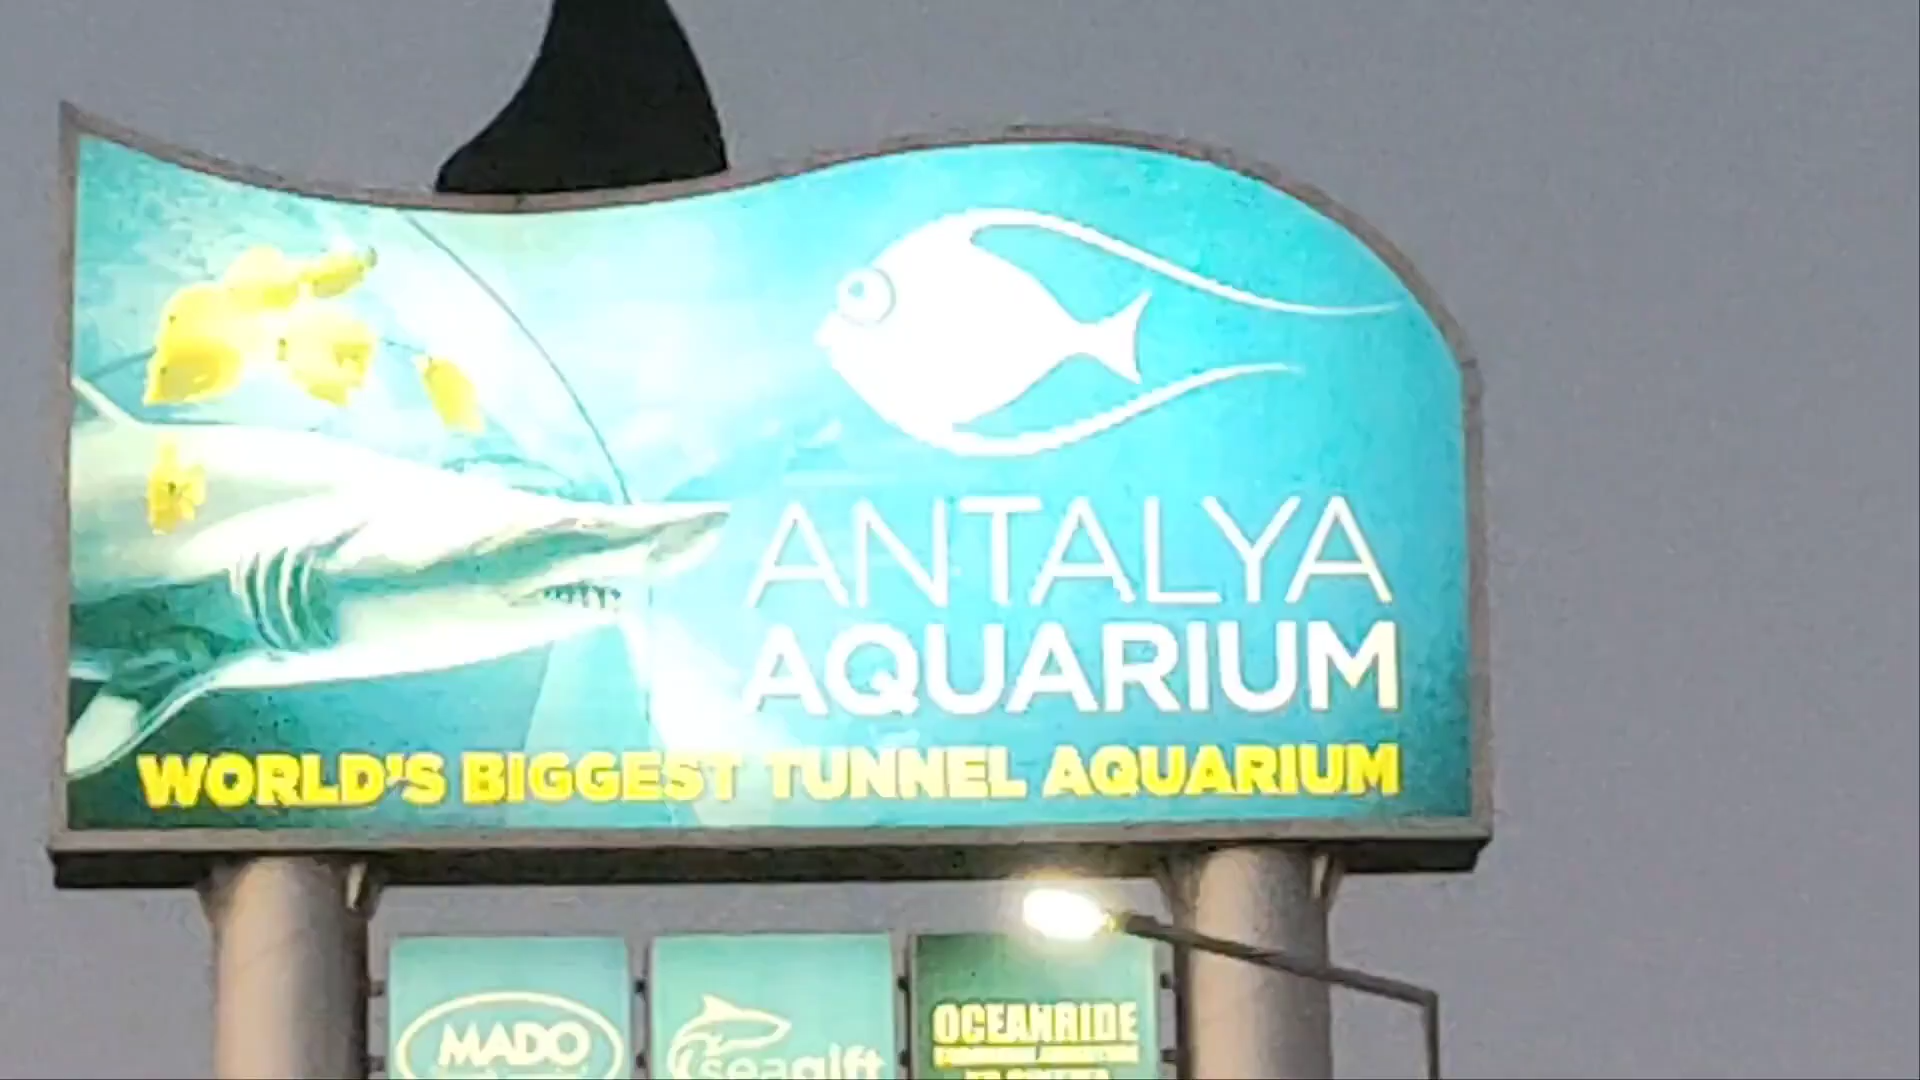 ANTALYA
AQUARIUM
WORLD'S BIGGEST TUNNEL AQUARIUM
MADO
seagift
OCEANRIDE